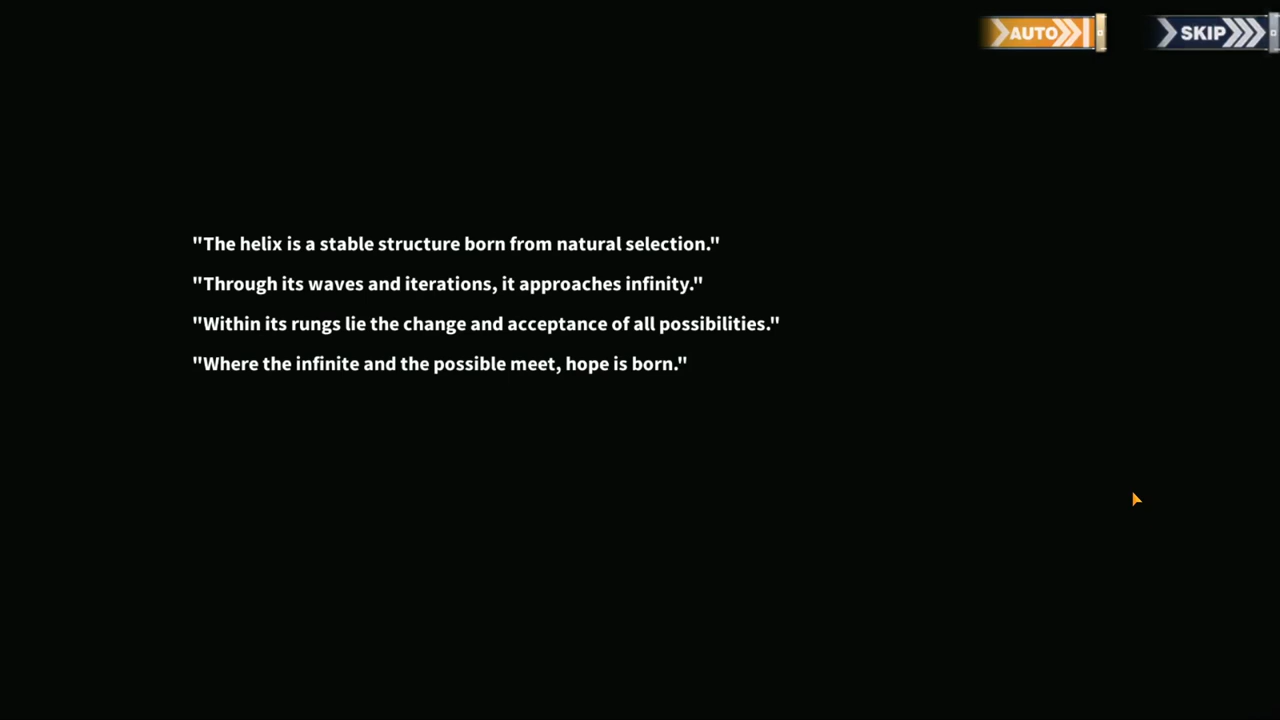 AUTO
SKIP
"The helix is a stable structure born from natural selection."
"Through its waves and iterations, it approaches infinity."
"Within its rungs lie the change and acceptance of all possibilities."
"Where the infinite and the possible meet, hope is born."